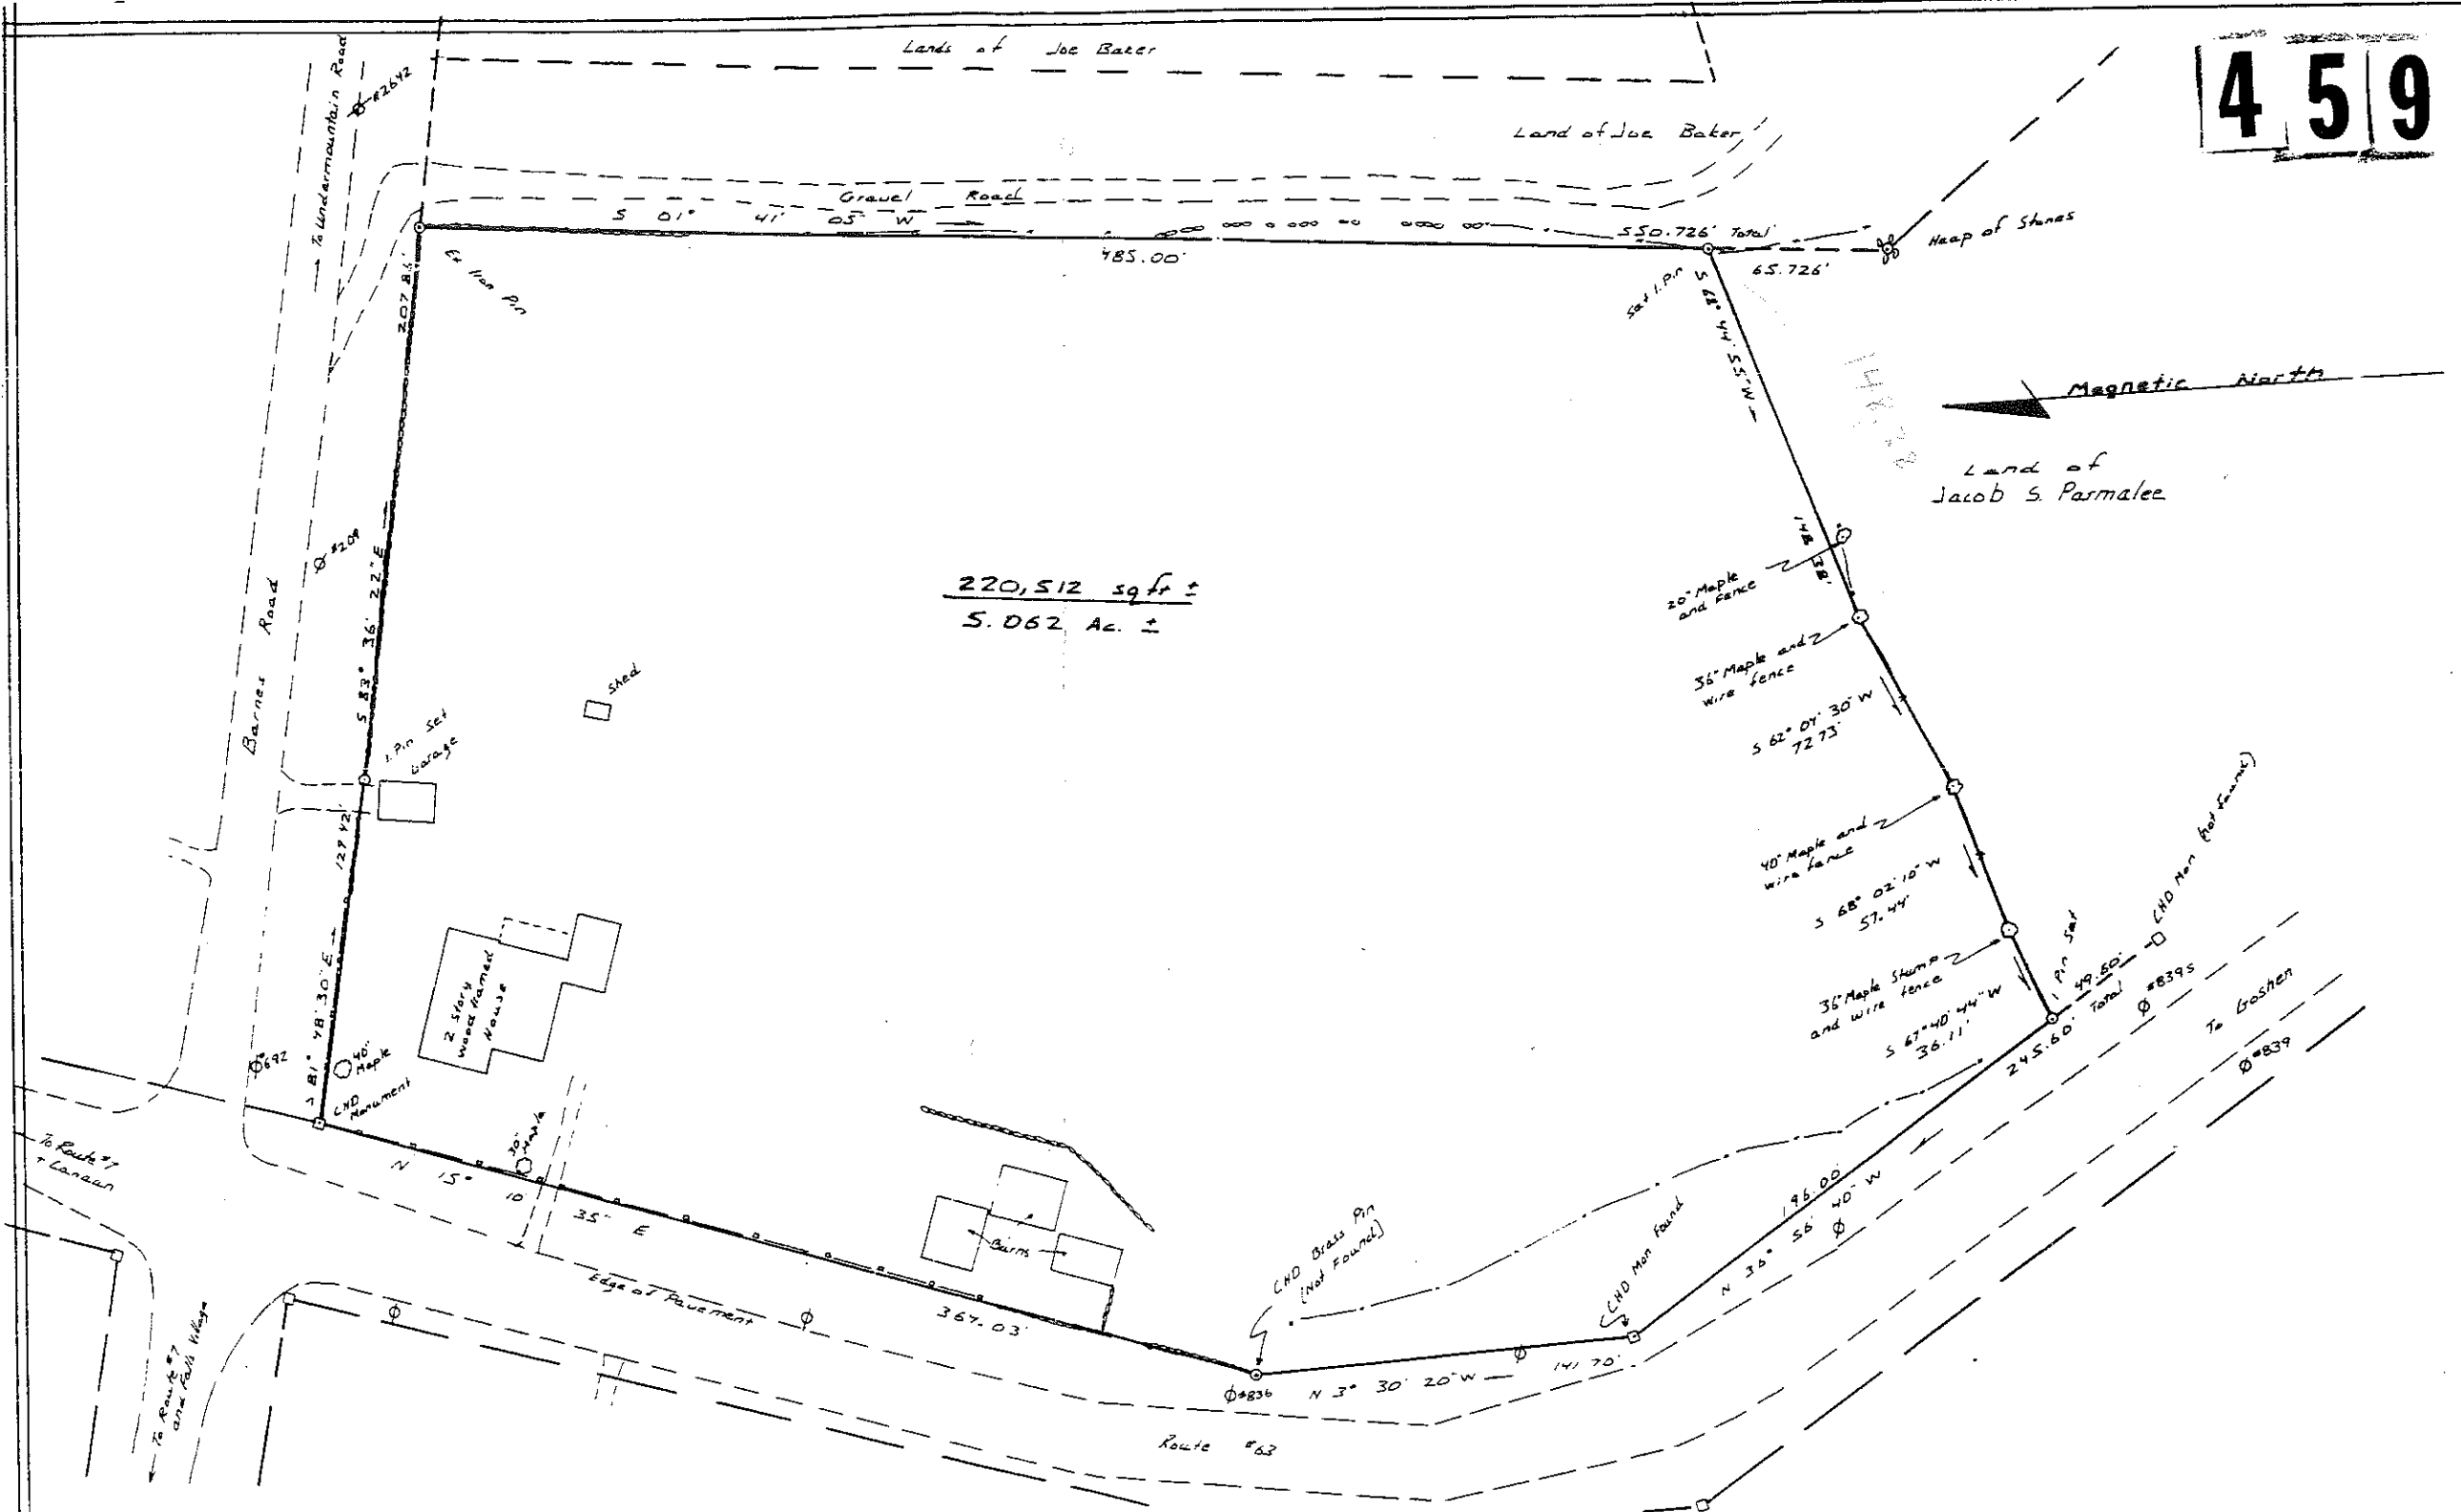 Lands of Joe Baker
459
To Undermountain Road
#2642
Land of Joe Baker
Gravel Road
S 01° 41' 05" W
550.726' Total
485.00'
65.726'
Heap of Stones
Iron Pin
Set I. Pin
207.86'
S 68° 44' 55" W
148.38'
Magnetic North
Land of
Jacob S. Parmalee
#209
S 83° 36' 22" E
Barnes Road
220,512 sq ft ±
5.062 Ac. ±
20" Maple
and Fence
36" Maple and
wire fence
S 62° 04' 30" W
72.73'
Shed
I. Pin Set
Garage
129.42'
40" Maple and
wire fence
S 68° 02' 10" W
57.44'
CHD Mon (not found)
Pin Set
49.60'
245.60' Total
#839S
To Goshen
#839
36" Maple Stump
and wire fence
S 67° 40' 44" W
36.11'
2 Story
wood framed
House
81° 48' 30" E
#692
40"
Maple
CHD
Monument
30"
Maple
To Route #7
+ Canaan
N 15° 10' 35" E
367.03'
Barns
Edge of Pavement
CHD Brass Pin
(Not Found)
CHD Mon Found
196.00'
N 36° 56' 40" W
#836
N 3° 30' 20" W
141.70'
Route #63
To Route #7
and Falls Village